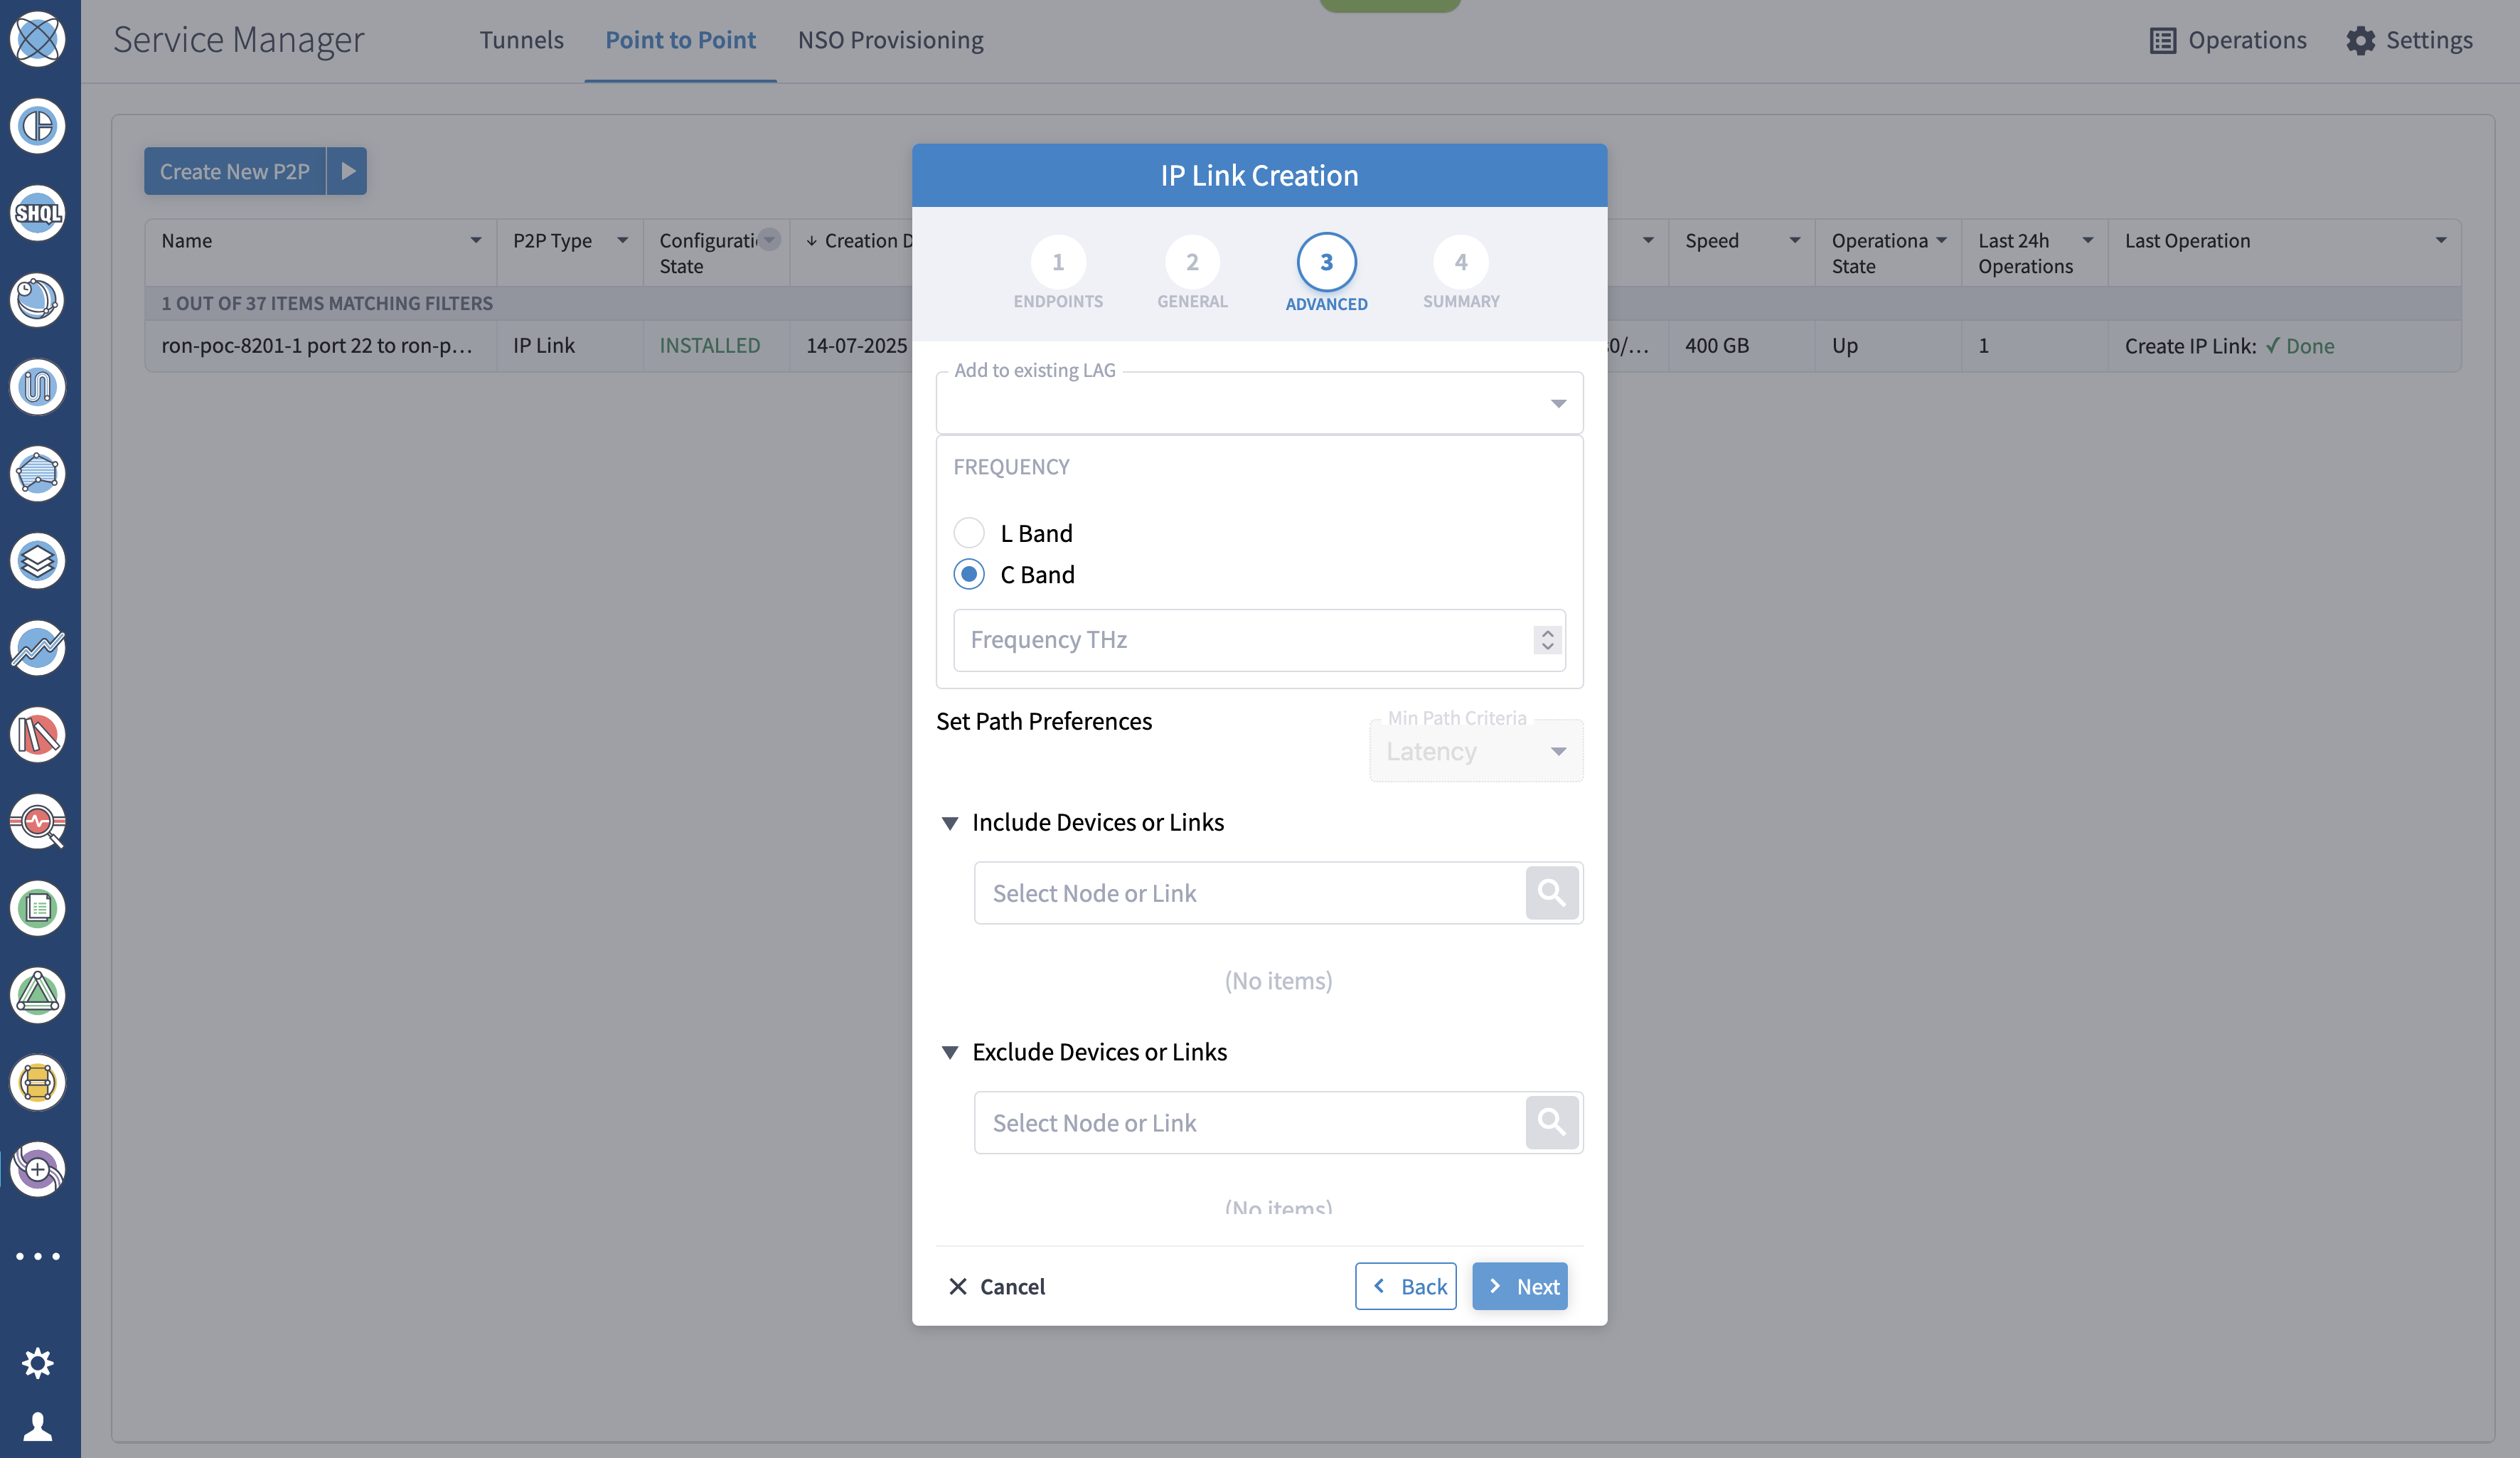 Service Manager
Tunnels
Point to Point
NSO Provisioning
Operations
Settings
SHQL
Create New P2P
Name
P2P Type
Configurati
State
Creation D
Speed
Operationa
State
Last 24h
Operations
Last Operation
1 OUT OF 37 ITEMS MATCHING FILTERS
ron-poc-8201-1 port 22 to ron-p...
IP Link
INSTALLED
14-07-2025
0/...
400 GB
Up
1
Create IP Link: ✓ Done
IP Link Creation
1
ENDPOINTS
2
GENERAL
3
ADVANCED
4
SUMMARY
Add to existing LAG
FREQUENCY
L Band
C Band
Frequency THz
Set Path Preferences
Min Path Criteria
Latency
Include Devices or Links
Select Node or Link
(No items)
Exclude Devices or Links
Select Node or Link
(No items)
Cancel
Back
Next